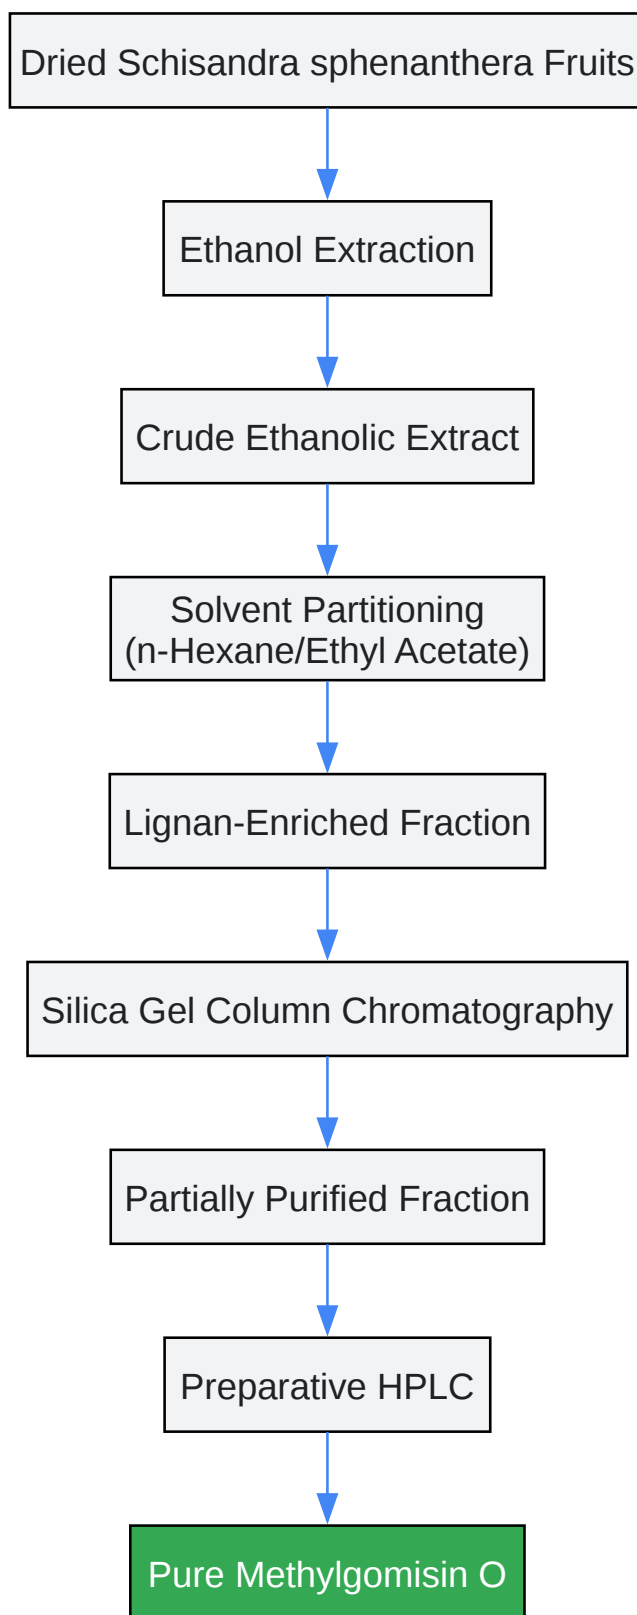 Dried Schisandra sphenanthera Fruits
Ethanol Extraction
Crude Ethanolic Extract
Solvent Partitioning
(n-Hexane/Ethyl Acetate)
Lignan-Enriched Fraction
Silica Gel Column Chromatography
Partially Purified Fraction
Preparative HPLC
Pure Methylgomisin O